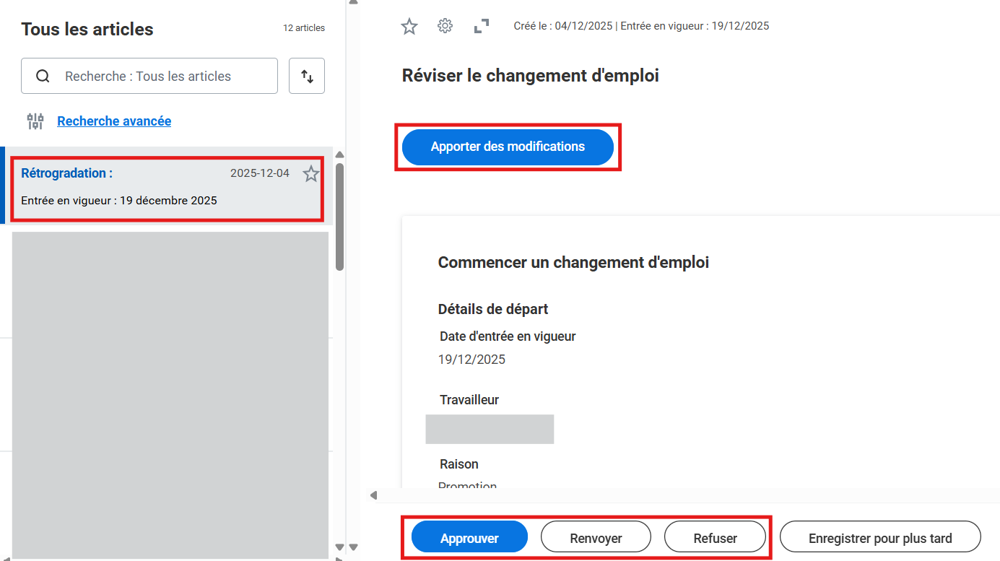 Tous les articles
12 articles
Recherche : Tous les articles
Recherche avancée
Rétrogradation :
2025-12-04
Entrée en vigueur : 19 décembre 2025
Créé le : 04/12/2025 | Entrée en vigueur : 19/12/2025
Réviser le changement d'emploi
Apporter des modifications
Commencer un changement d'emploi
Détails de départ
Date d'entrée en vigueur
19/12/2025
Travailleur
Raison
Promotion
Approuver
Renvoyer
Refuser
Enregistrer pour plus tard